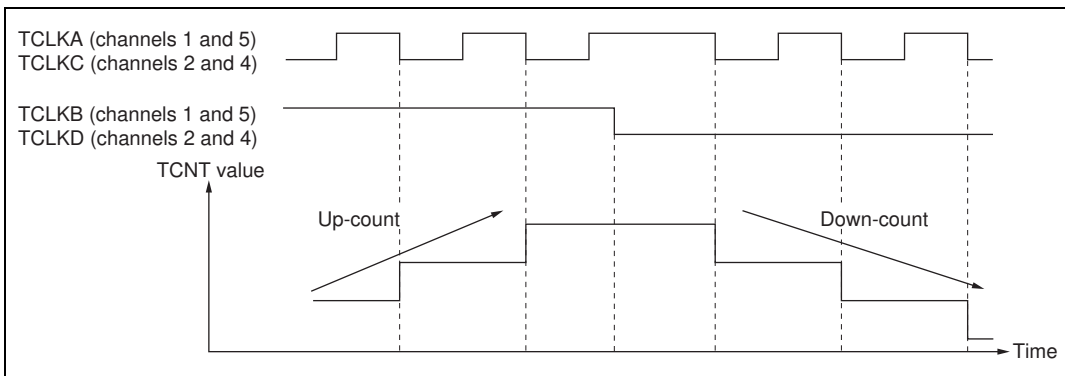 TCLKA (channels 1 and 5)
TCLKC (channels 2 and 4)
TCLKB (channels 1 and 5)
TCLKD (channels 2 and 4)
TCNT value
Up-count
Down-count
Time